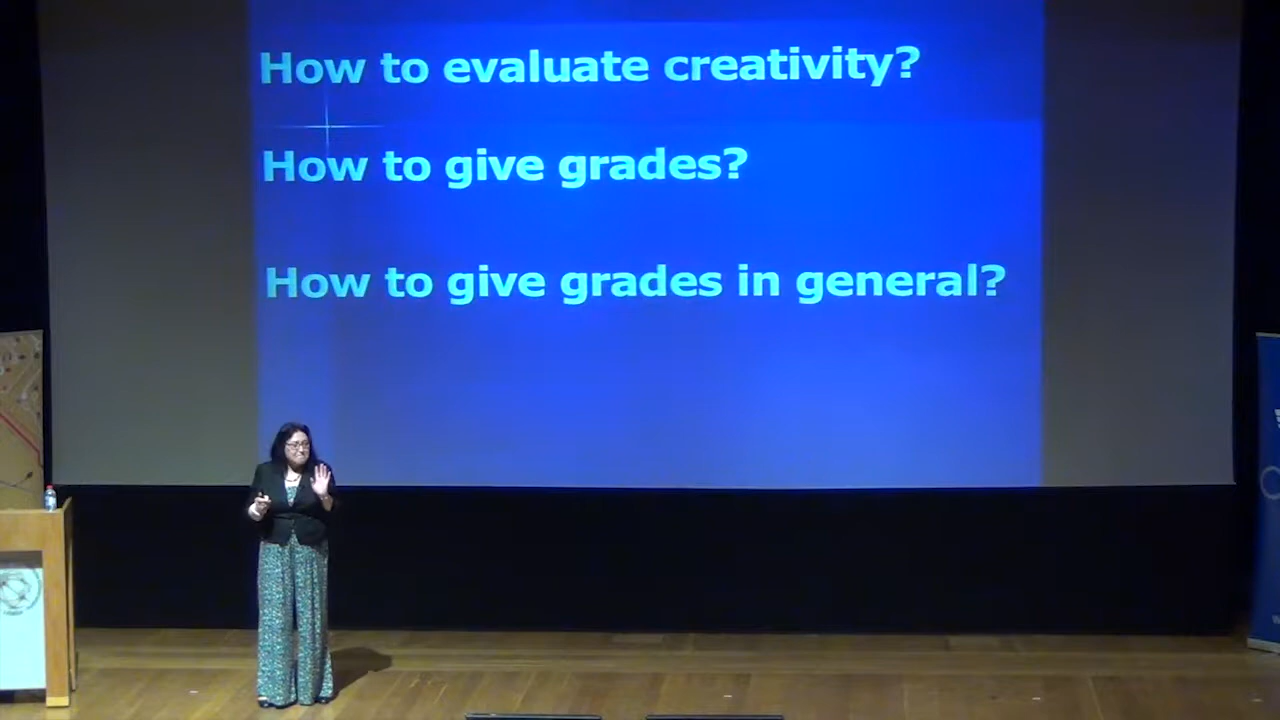 How to evaluate creativity?
How to give grades?
How to give grades in general?